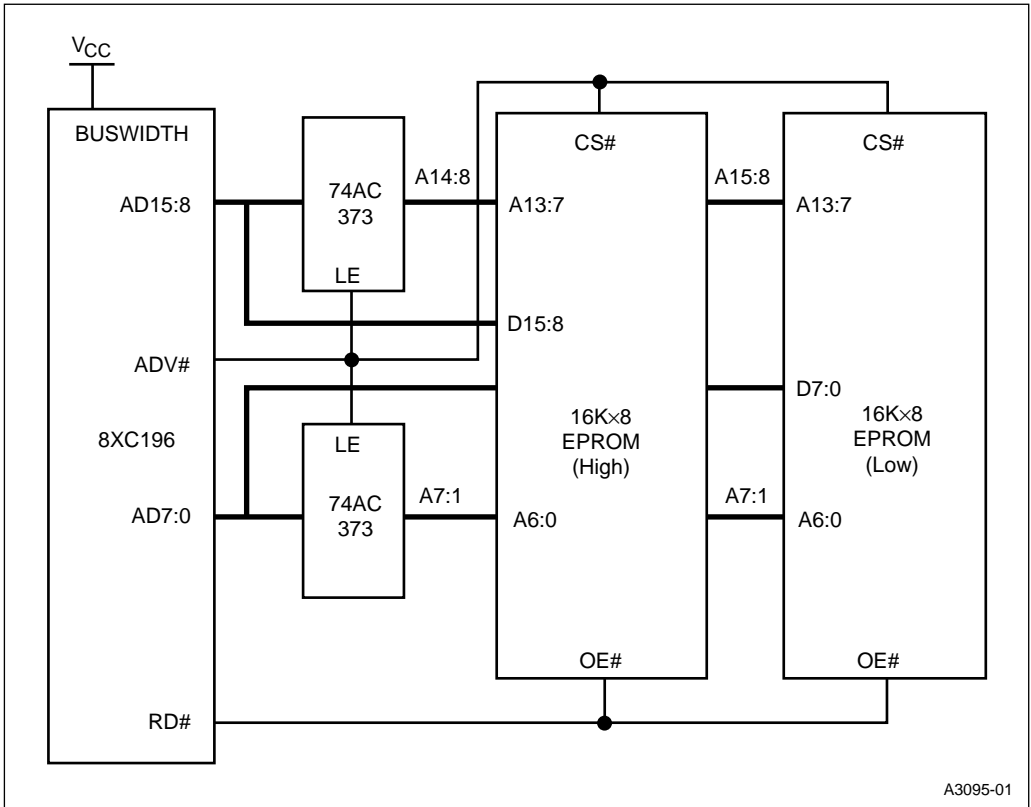 VCC
BUSWIDTH
AD15:8
ADV#
8XC196
AD7:0
RD#
74AC
373
LE
LE
74AC
373
A14:8
A7:1
CS#
A13:7
D15:8
16K×8
EPROM
(High)
A6:0
OE#
A15:8
A7:1
CS#
A13:7
D7:0
16K×8
EPROM
(Low)
A6:0
OE#
A3095-01